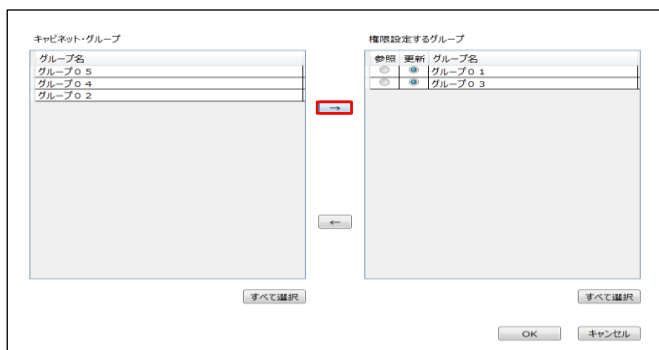 キャビネット・グループ
グループ名
グループ０５
グループ０４
グループ０２
すべて選択
→
←
権限設定するグループ
参照 更新 グループ名
グループ０１
グループ０３
すべて選択
OK キャンセル